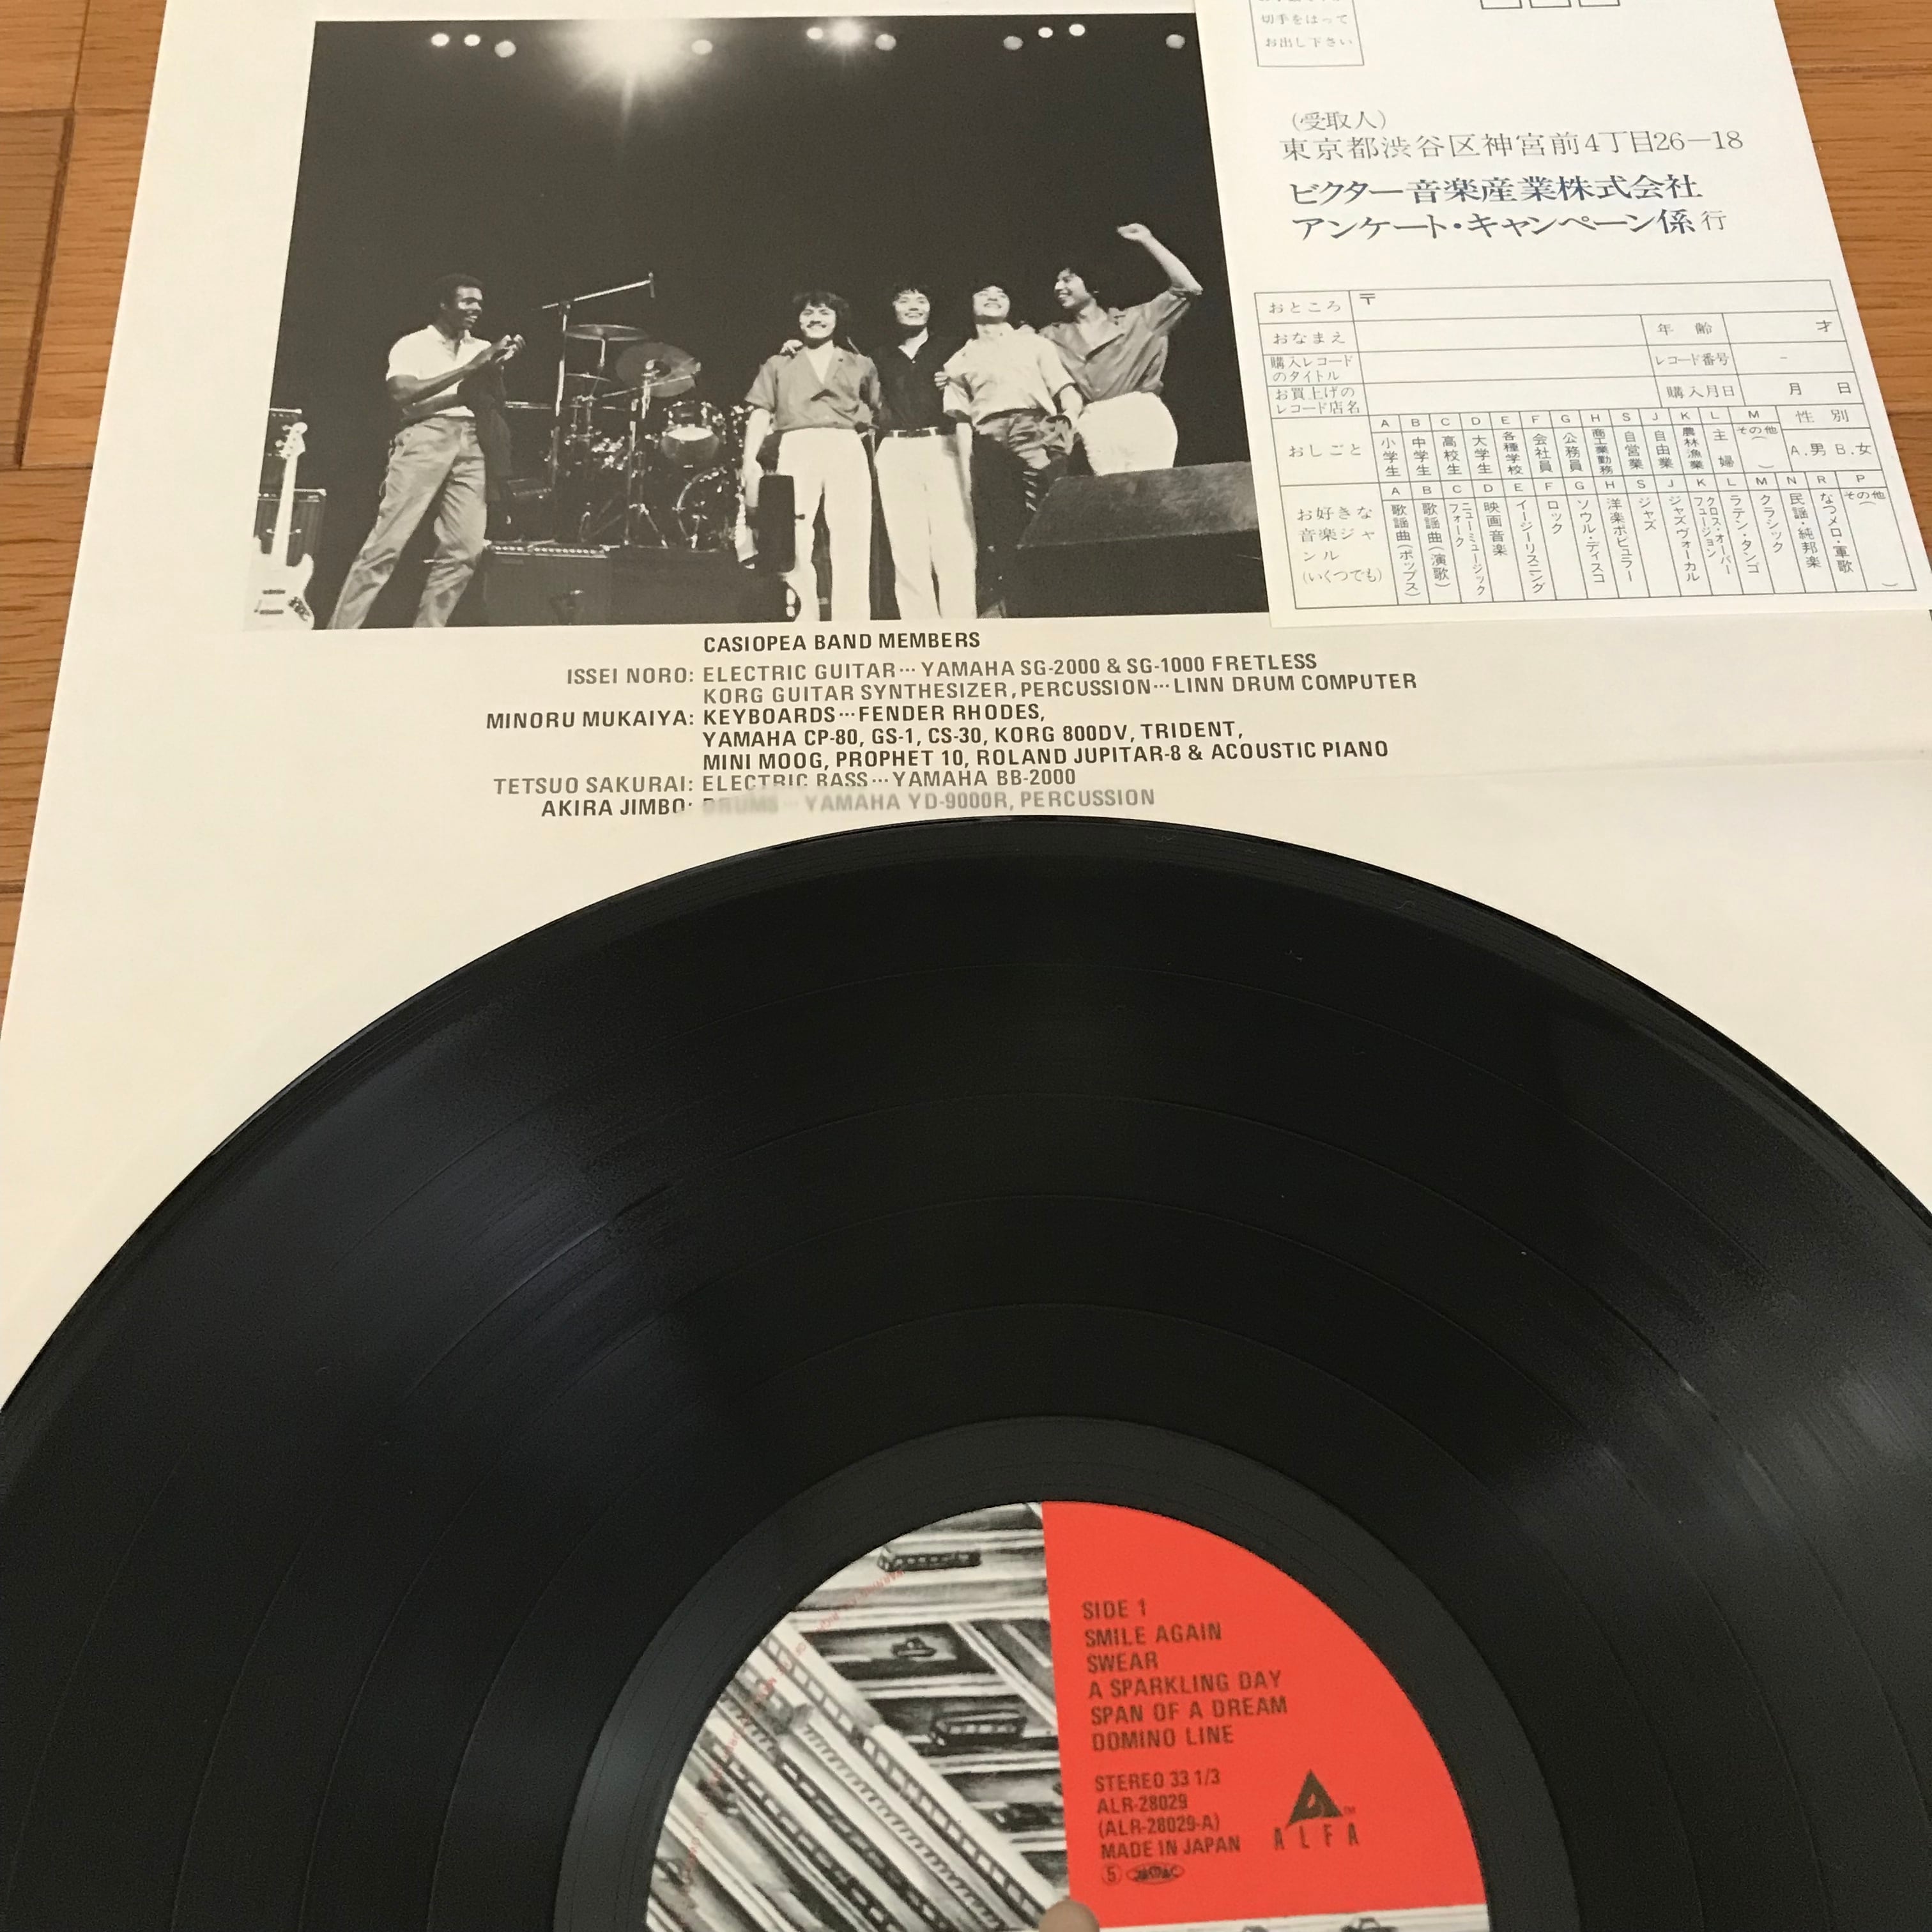 切手をはって
お出し下さい
(受取人)
東京都渋谷区神宮前4丁目26-18
ビクター音楽産業株式会社
アンケート・キャンペーン係行
おところ 〒
おなまえ 年齢 才
購入レコードのタイトル レコード番号 -
お買上げのレコード店名 購入月日 月 日
おしごと A 小学生 B 中学生 C 高校生 D 大学生 E 各種学校 F 会社員 G 公務員 H 商工業勤務 S 自営業 J 自由業 K 農林漁業 L 主婦 M その他( ) 性別 A.男 B.女
お好きな音楽ジャンル(いくつでも) A 歌謡曲(ポップス) B 歌謡曲(演歌) C ニューミュージックフォーク D 映画音楽 E イージーリスニング F ロック G ソウル・ディスコ H 洋楽ポピュラー S ジャズ J ジャズヴォーカル K クロス・オーバーフュージョン L ラテン・タンゴ M クラシック N 民謡・純邦楽 R なつメロ・軍歌 P その他( )
CASIOPEA BAND MEMBERS
ISSEI NORO: ELECTRIC GUITAR…YAMAHA SG-2000 & SG-1000 FRETLESS
KORG GUITAR SYNTHESIZER, PERCUSSION…LINN DRUM COMPUTER
MINORU MUKAIYA: KEYBOARDS…FENDER RHODES,
YAMAHA CP-80, GS-1, CS-30, KORG 800DV, TRIDENT,
MINI MOOG, PROPHET 10, ROLAND JUPITAR-8 & ACOUSTIC PIANO
TETSUO SAKURAI: ELECTRIC BASS…YAMAHA BB-2000
AKIRA JIMBO: DRUMS…YAMAHA YD-9000R, PERCUSSION
SIDE 1
SMILE AGAIN
SWEAR
A SPARKLING DAY
SPAN OF A DREAM
DOMINO LINE
STEREO 33 1/3
ALR-28029
(ALR-28029-A)
MADE IN JAPAN
⑤ JASRAC
ALFA TM